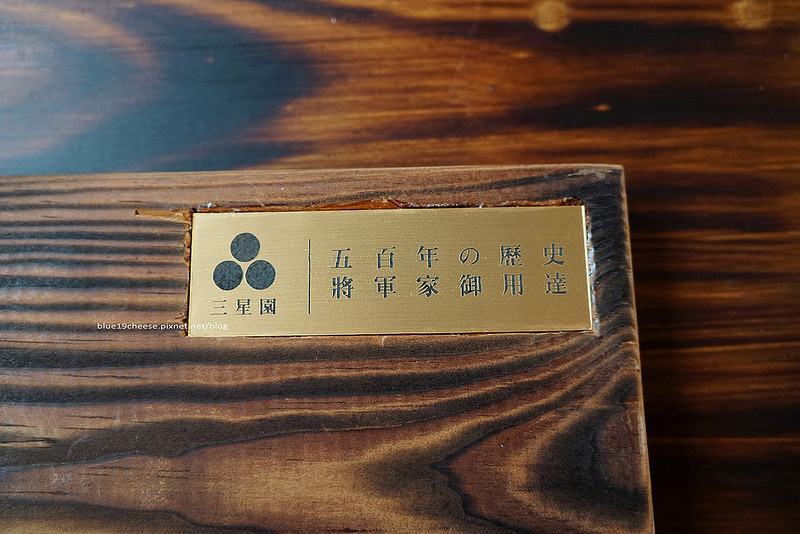 三星園
五百年の歴史
將軍家御用達
blue19cheese.pixnet.net/blog